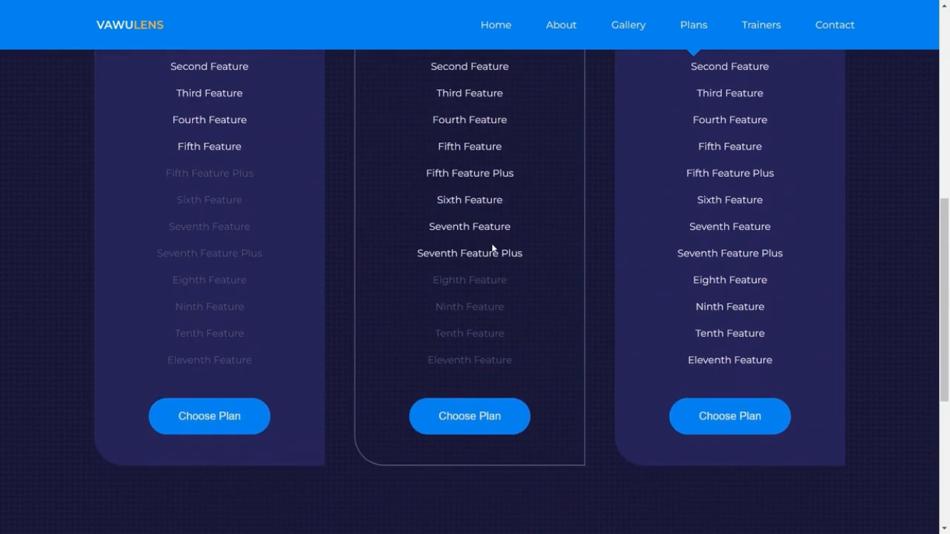 VAWULENS
Home
About
Gallery
Plans
Trainers
Contact
Second Feature
Third Feature
Fourth Feature
Fifth Feature
Fifth Feature Plus
Sixth Feature
Seventh Feature
Seventh Feature Plus
Eighth Feature
Ninth Feature
Tenth Feature
Eleventh Feature
Choose Plan
Second Feature
Third Feature
Fourth Feature
Fifth Feature
Fifth Feature Plus
Sixth Feature
Seventh Feature
Seventh Feature Plus
Eighth Feature
Ninth Feature
Tenth Feature
Eleventh Feature
Choose Plan
Second Feature
Third Feature
Fourth Feature
Fifth Feature
Fifth Feature Plus
Sixth Feature
Seventh Feature
Seventh Feature Plus
Eighth Feature
Ninth Feature
Tenth Feature
Eleventh Feature
Choose Plan